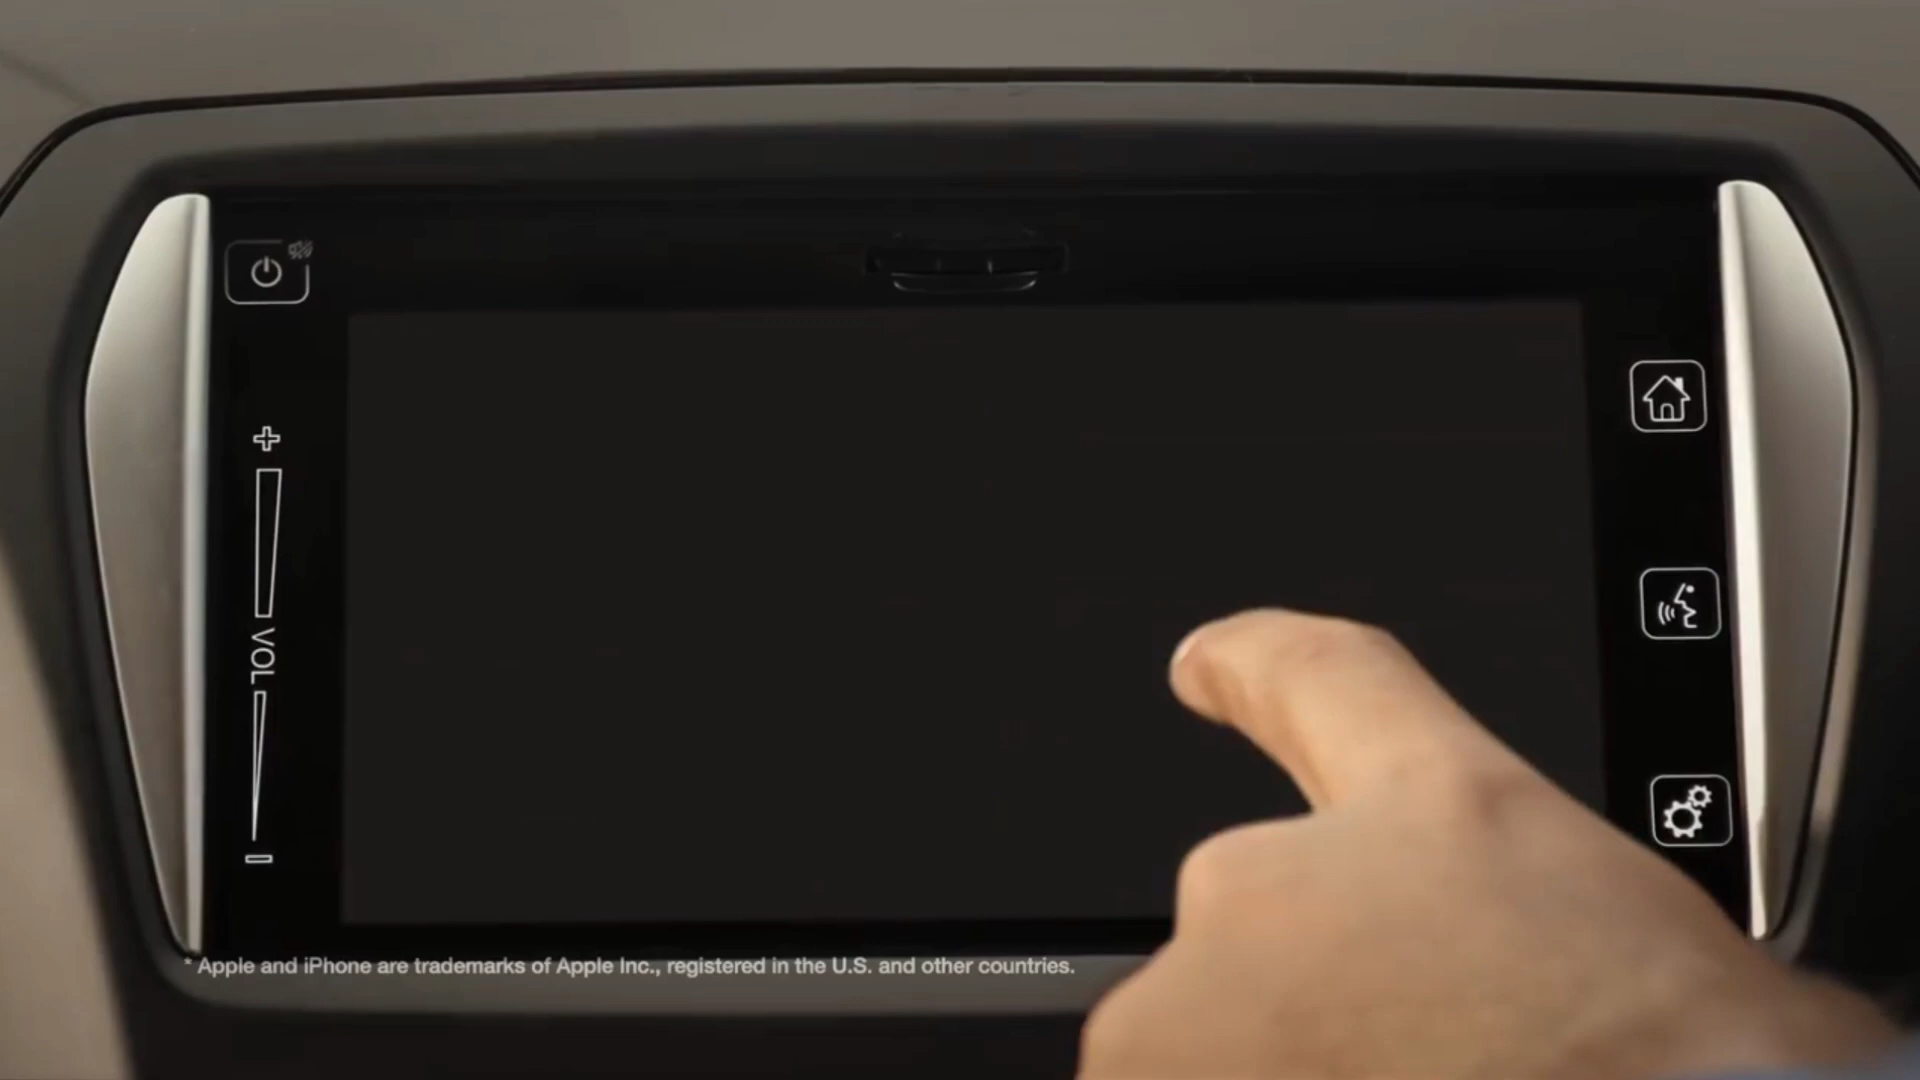 VOL
* Apple and iPhone are trademarks of Apple Inc., registered in the U.S. and other countries.